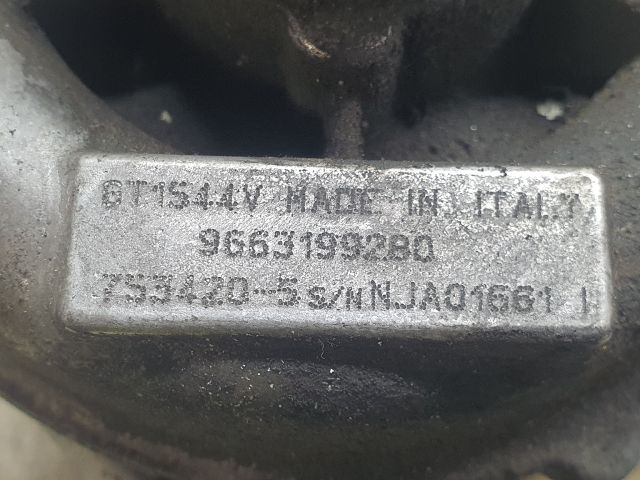 GT1544V MADE IN ITALY
9663199280
753420-5 S/N NJA01661 I